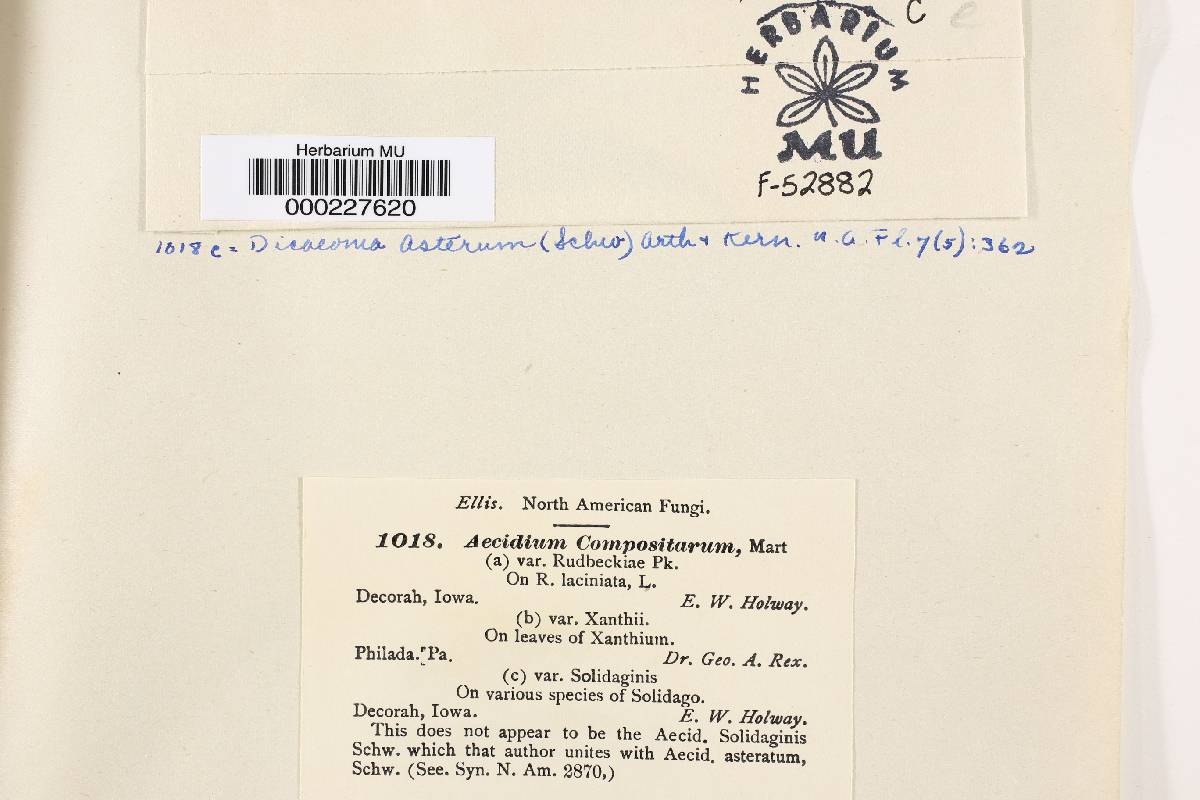 C e
HERBARIUM
MU
F-52882
Herbarium MU
000227620
1018 c = Dicaeoma asterum (Schw) Arth & Kern. N. A. Fl. 7(5):362
Ellis. North American Fungi.
1018. Aecidium Compositarum, Mart
(a) var. Rudbeckiae Pk.
On R. laciniata, L.
Decorah, Iowa. E. W. Holway.
(b) var. Xanthii.
On leaves of Xanthium.
Philada. Pa. Dr. Geo. A. Rex.
(c) var. Solidaginis
On various species of Solidago.
Decorah, Iowa. E. W. Holway.
This does not appear to be the Aecid. Solidaginis
Schw. which that author unites with Aecid. asteratum,
Schw. (See. Syn. N. Am. 2870,)